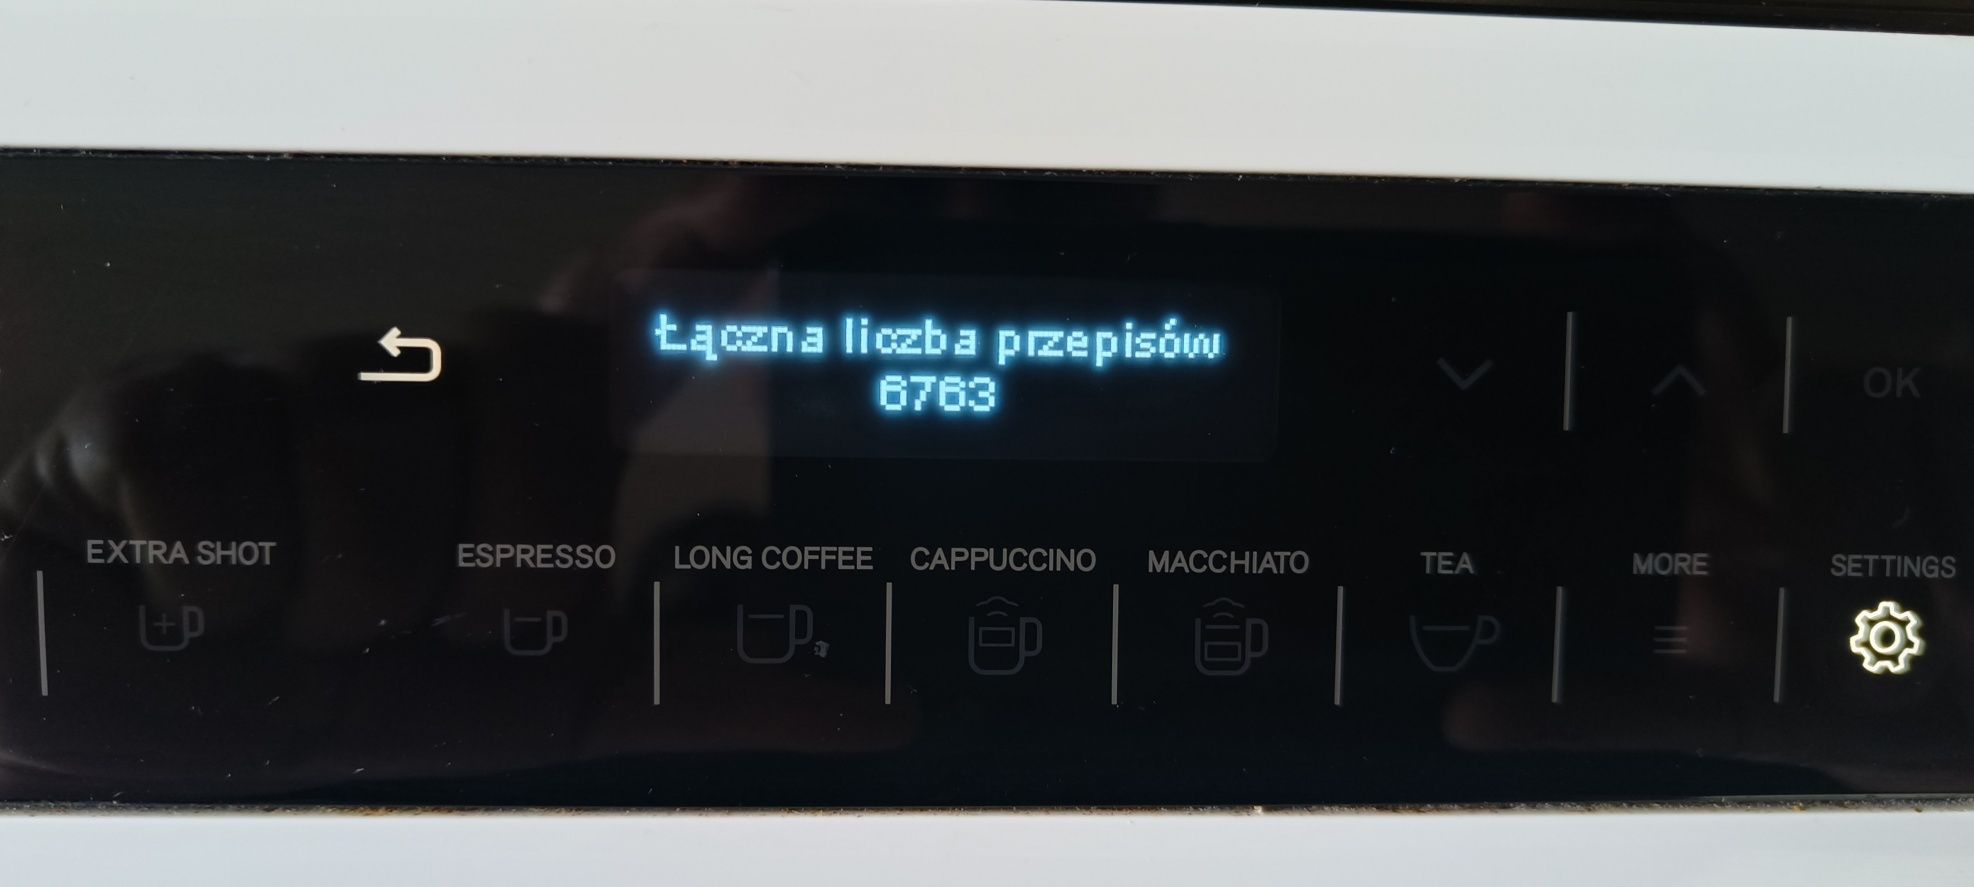 Łączna liczba przepisów
6763
OK
EXTRA SHOT
ESPRESSO
LONG COFFEE
CAPPUCCINO
MACCHIATO
TEA
MORE
SETTINGS